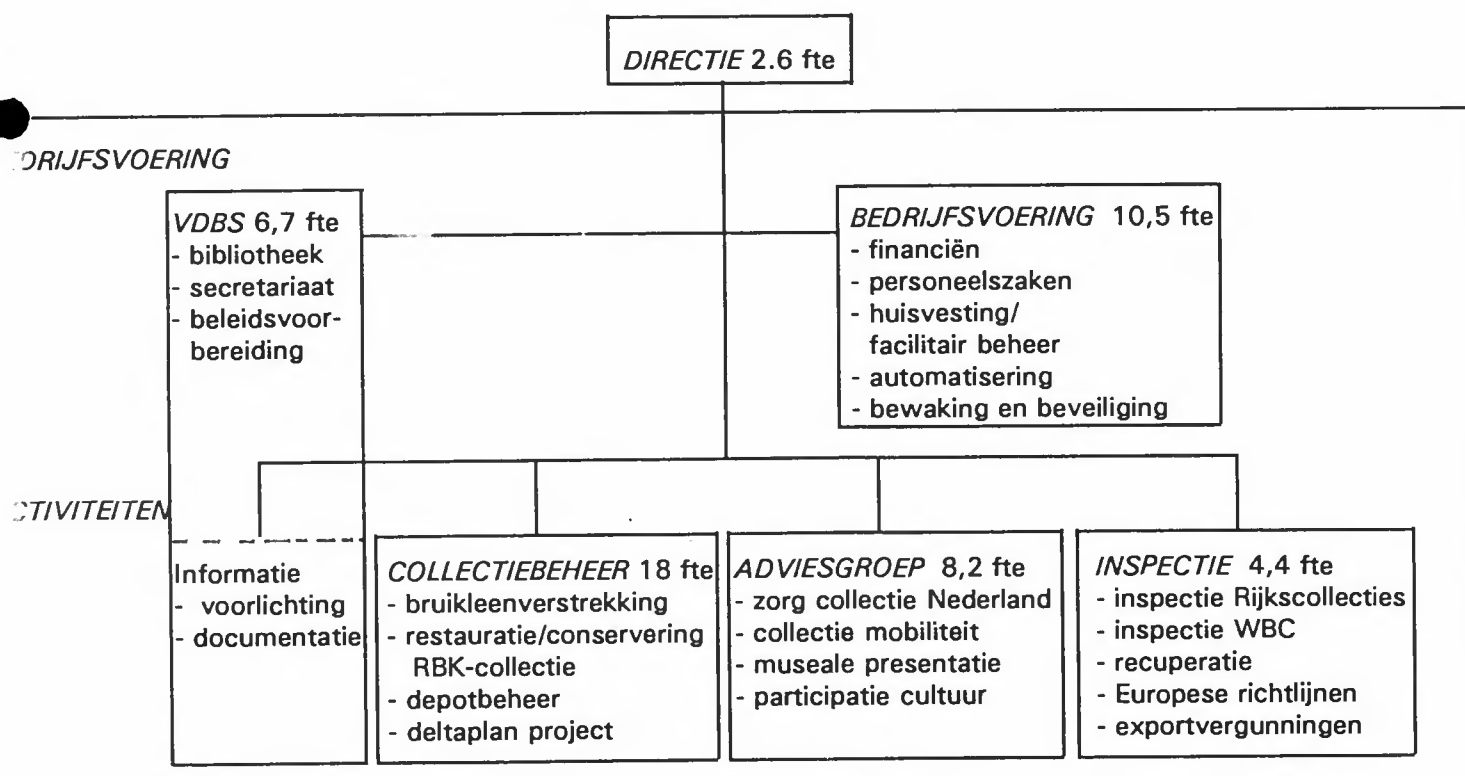 DIRECTIE 2.6 fte
DRIJFSVOERING
VDBS 6,7 fte
- bibliotheek
- secretariaat
- beleidsvoor-
bereiding
BEDRIJFSVOERING 10,5 fte
- financiën
- personeelszaken
- huisvesting/
facilitair beheer
- automatisering
- bewaking en beveiliging
CTIVITEITEN
Informatie
- voorlichting
- documentatie
COLLECTIEBEHEER 18 fte
- bruikleenverstrekking
- restauratie/conservering
RBK-collectie
- depotbeheer
- deltaplan project
ADVIESGROEP 8,2 fte
- zorg collectie Nederland
- collectie mobiliteit
- museale presentatie
- participatie cultuur
INSPECTIE 4,4 fte
- inspectie Rijkscollecties
- inspectie WBC
- recuperatie
- Europese richtlijnen
- exportvergunningen